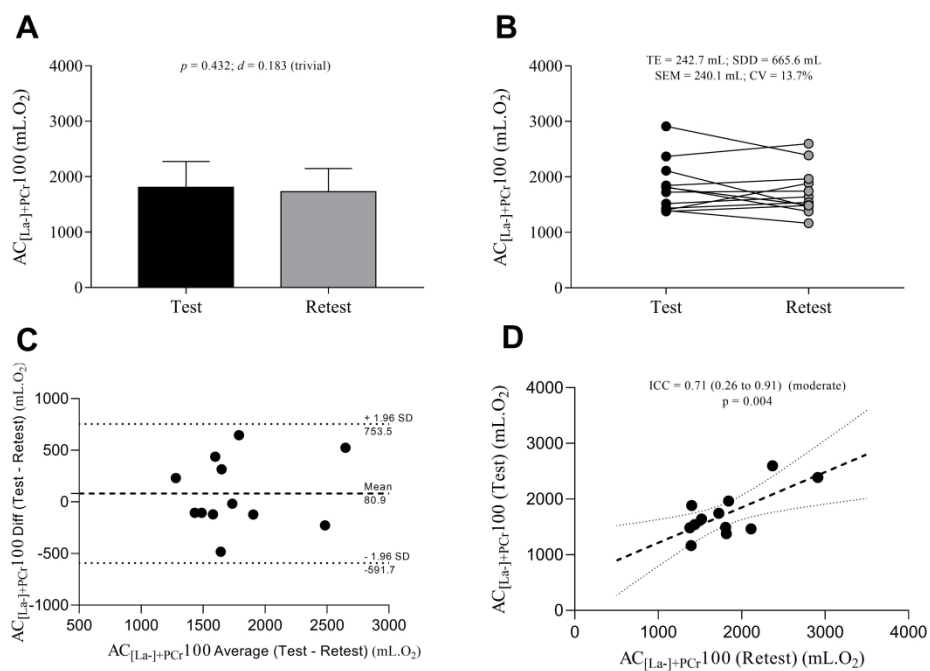 A
p = 0.432; d = 0.183 (trivial)
AC[La-]+PCr100 (mL.O2)
4000
3000
2000
1000
0
Test
Retest
B
TE = 242.7 mL; SDD = 665.6 mL
SEM = 240.1 mL; CV = 13.7%
AC[La-]+PCr100 (mL.O2)
4000
3000
2000
1000
0
Test
Retest
C
AC[La-]+PCr100 Diff (Test - Retest) (mL.O2)
1000
500
0
-500
-1000
+ 1.96 SD
753.5
Mean
80.9
- 1.96 SD
-591.7
500
1000
1500
2000
2500
3000
AC[La-]+PCr100 Average (Test - Retest) (mL.O2)
D
ICC = 0.71 (0.26 to 0.91) (moderate)
p = 0.004
AC[La-]+PCr100 (Test) (mL.O2)
4000
3000
2000
1000
0
0
1000
2000
3000
4000
AC[La-]+PCr100 (Retest) (mL.O2)